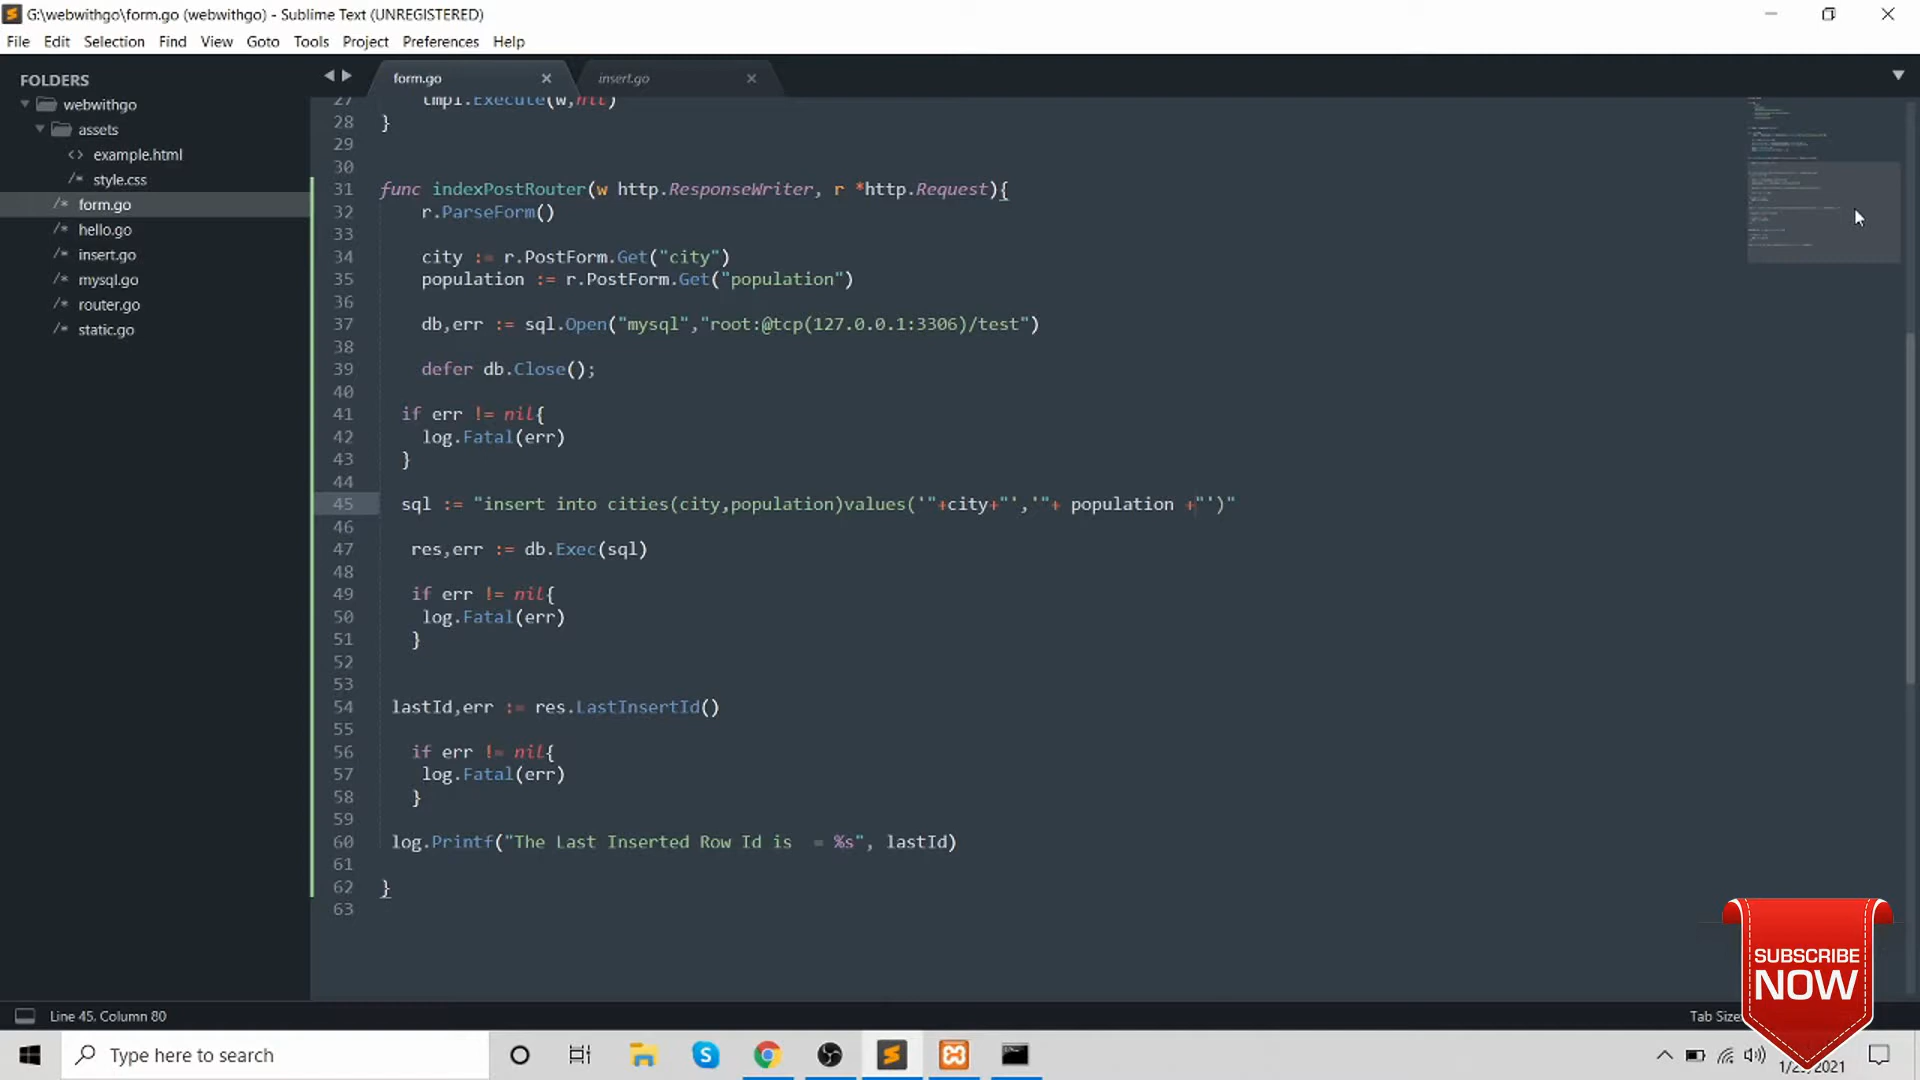 G:\webwithgo\form.go (webwithgo) - Sublime Text (UNREGISTERED)
File Edit Selection Find View Goto Tools Project Preferences Help
FOLDERS
webwithgo
assets
example.html
style.css
form.go
hello.go
insert.go
mysql.go
router.go
static.go
form.go
insert.go
27 tmpl.Execute(w,nil)
28 }
29
30
31 func indexPostRouter(w http.ResponseWriter, r *http.Request){
32 r.ParseForm()
33
34 city := r.PostForm.Get("city")
35 population := r.PostForm.Get("population")
36
37 db,err := sql.Open("mysql","root:@tcp(127.0.0.1:3306)/test")
38
39 defer db.Close();
40
41 if err != nil{
42 log.Fatal(err)
43 }
44
45 sql := "insert into cities(city,population)values('"+city+"','"+ population +"')"
46
47 res,err := db.Exec(sql)
48
49 if err != nil{
50 log.Fatal(err)
51 }
52
53
54 lastId,err := res.LastInsertId()
55
56 if err != nil{
57 log.Fatal(err)
58 }
59
60 log.Printf("The Last Inserted Row Id is  = %s", lastId)
61
62 }
63
SUBSCRIBE
NOW
Line 45, Column 80
Tab Size
Type here to search